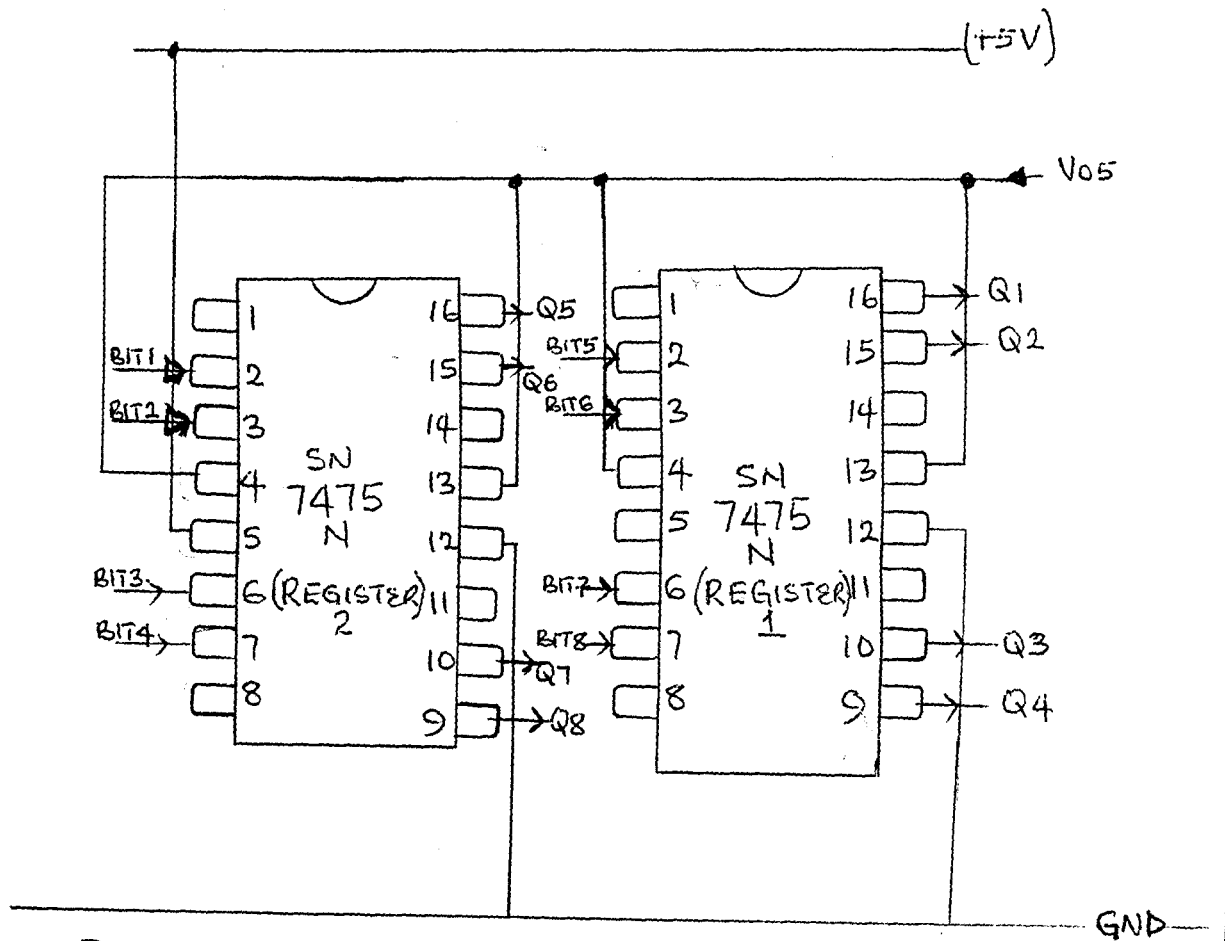 (+5V)
V05
1
2
3
4
5
6
7
8
16
15
14
13
12
11
10
9
BIT1
BIT2
BIT3
BIT4
SN
7475
N
(REGISTER)
2
Q5
Q6
Q7
Q8
1
2
3
4
5
6
7
8
16
15
14
13
12
11
10
9
BIT5
BIT6
BIT7
BIT8
SN
7475
N
(REGISTER)
1
Q1
Q2
Q3
Q4
GND